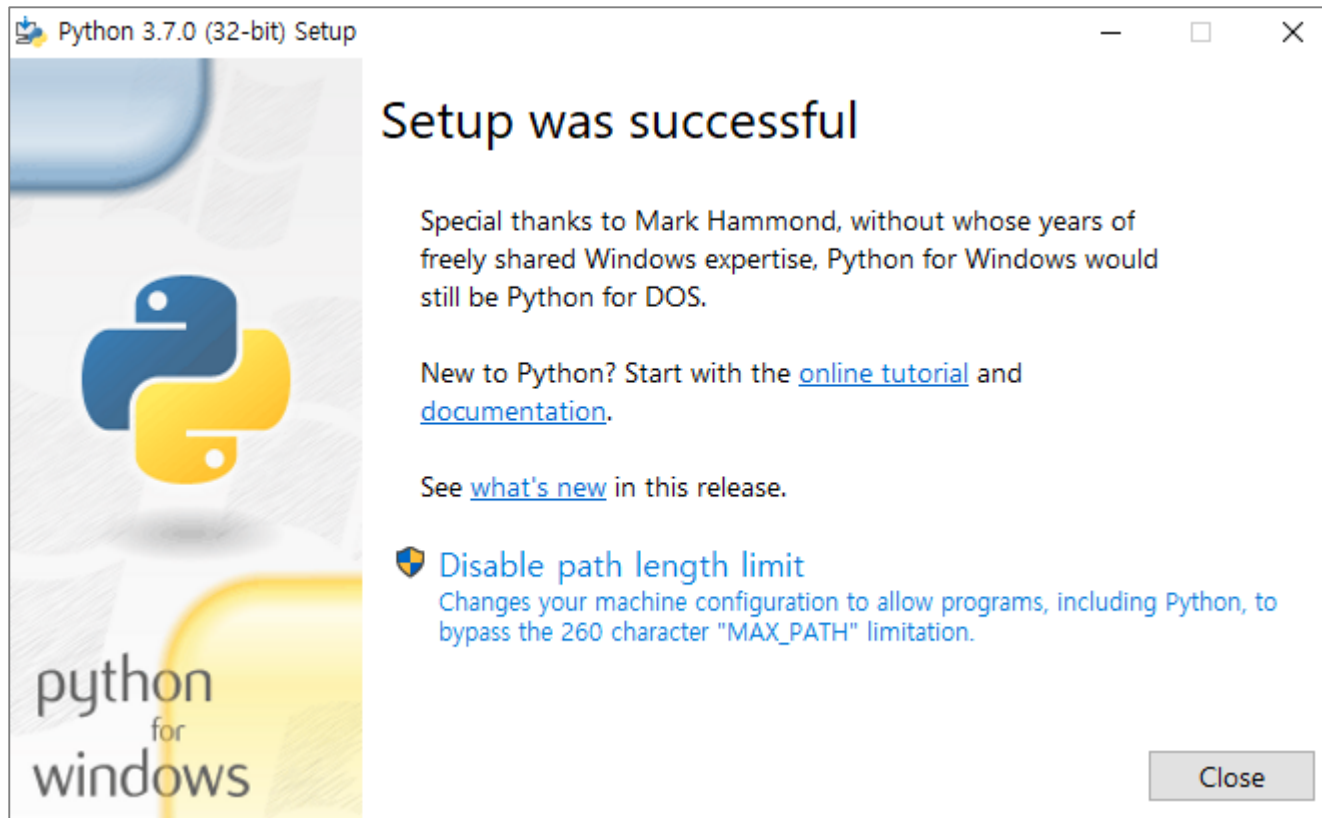 Python 3.7.0 (32-bit) Setup
Setup was successful
Special thanks to Mark Hammond, without whose years of
freely shared Windows expertise, Python for Windows would
still be Python for DOS.
New to Python? Start with the online tutorial and
documentation.
See what's new in this release.
Disable path length limit
Changes your machine configuration to allow programs, including Python, to
bypass the 260 character "MAX_PATH" limitation.
python
for
windows
Close